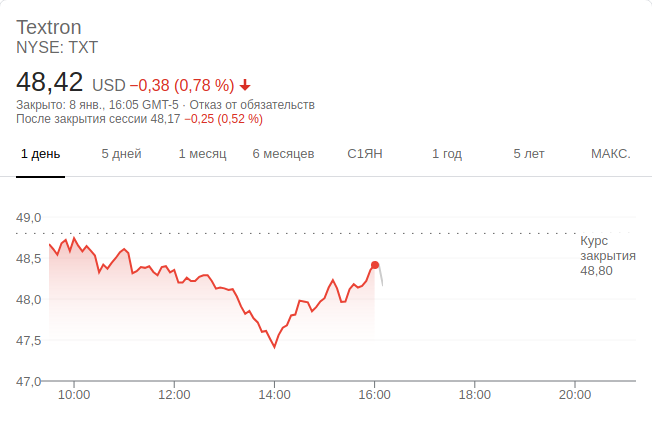 Textron
NYSE: TXT
48,42 USD −0,38 (0,78 %)
Закрыто: 8 янв., 16:05 GMT-5 · Отказ от обязательств
После закрытия сессии 48,17 −0,25 (0,52 %)
1 день 5 дней 1 месяц 6 месяцев С1ЯН 1 год 5 лет МАКС.
49,0
Курс
закрытия
48,80
48,5
48,0
47,5
47,0
10:00 12:00 14:00 16:00 18:00 20:00